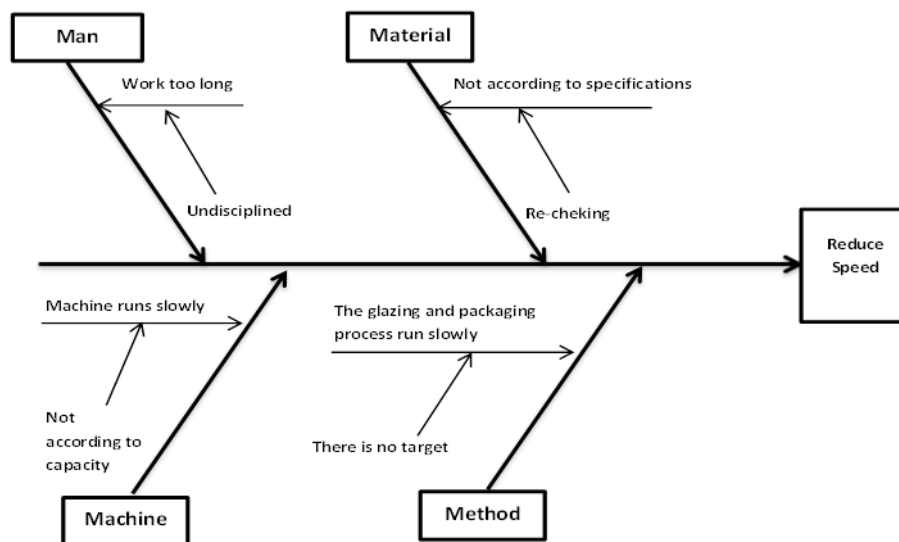 Man
Material
Work too long
Not according to specifications
Undisciplined
Re-cheking
Reduce
Speed
Machine runs slowly
The glazing and packaging
process run slowly
Not
according to
capacity
There is no target
Machine
Method